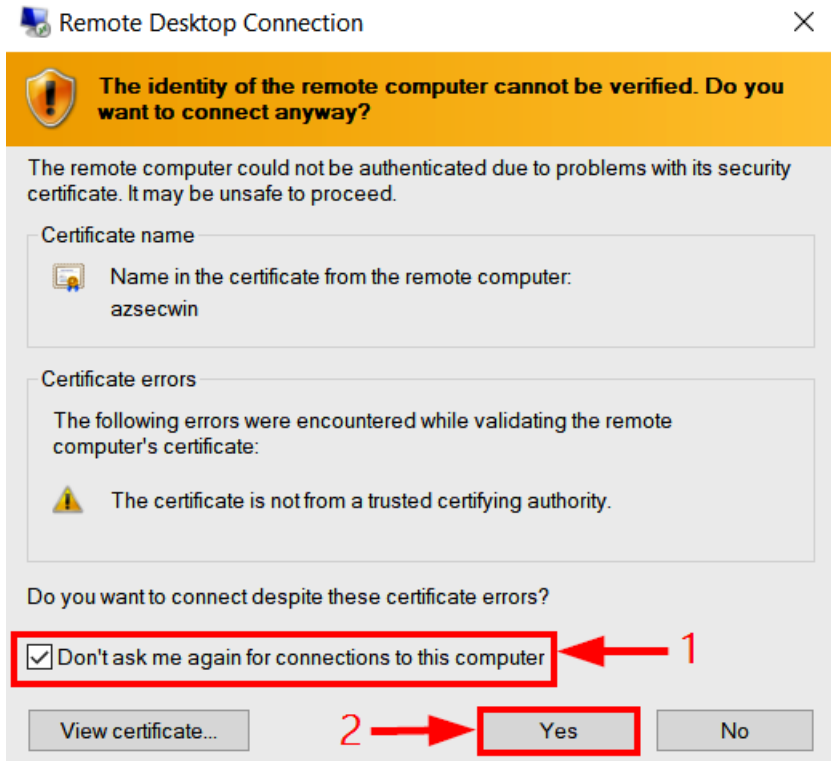 Remote Desktop Connection
The identity of the remote computer cannot be verified. Do you
want to connect anyway?
The remote computer could not be authenticated due to problems with its security
certificate. It may be unsafe to proceed.
Certificate name
Name in the certificate from the remote computer:
azsecwin
Certificate errors
The following errors were encountered while validating the remote
computer's certificate:
The certificate is not from a trusted certifying authority.
Do you want to connect despite these certificate errors?
Don't ask me again for connections to this computer 1
View certificate... 2 Yes No